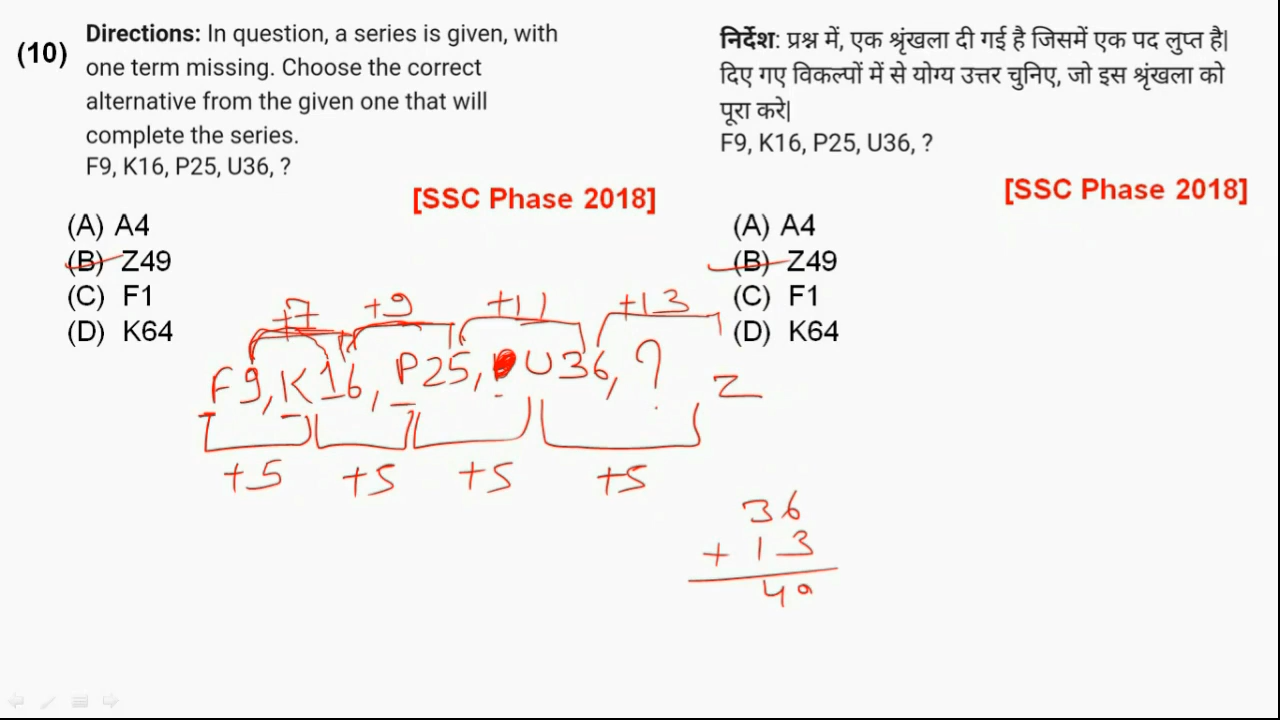 (10)
Directions: In question, a series is given, with
one term missing. Choose the correct
alternative from the given one that will
complete the series.
F9, K16, P25, U36, ?
[SSC Phase 2018]
(A) A4
(B) Z49
(C) F1
(D) K64
निर्देश: प्रश्न में, एक श्रृंखला दी गई है जिसमें एक पद लुप्त है|
दिए गए विकल्पों में से योग्य उत्तर चुनिए, जो इस श्रृंखला को
पूरा करे|
F9, K16, P25, U36, ?
[SSC Phase 2018]
(A) A4
(B) Z49
(C) F1
(D) K64
+7 +9 +11 +13
F9, K16, P25, U36, ? Z
+5 +5 +5 +5
36
+ 13
49